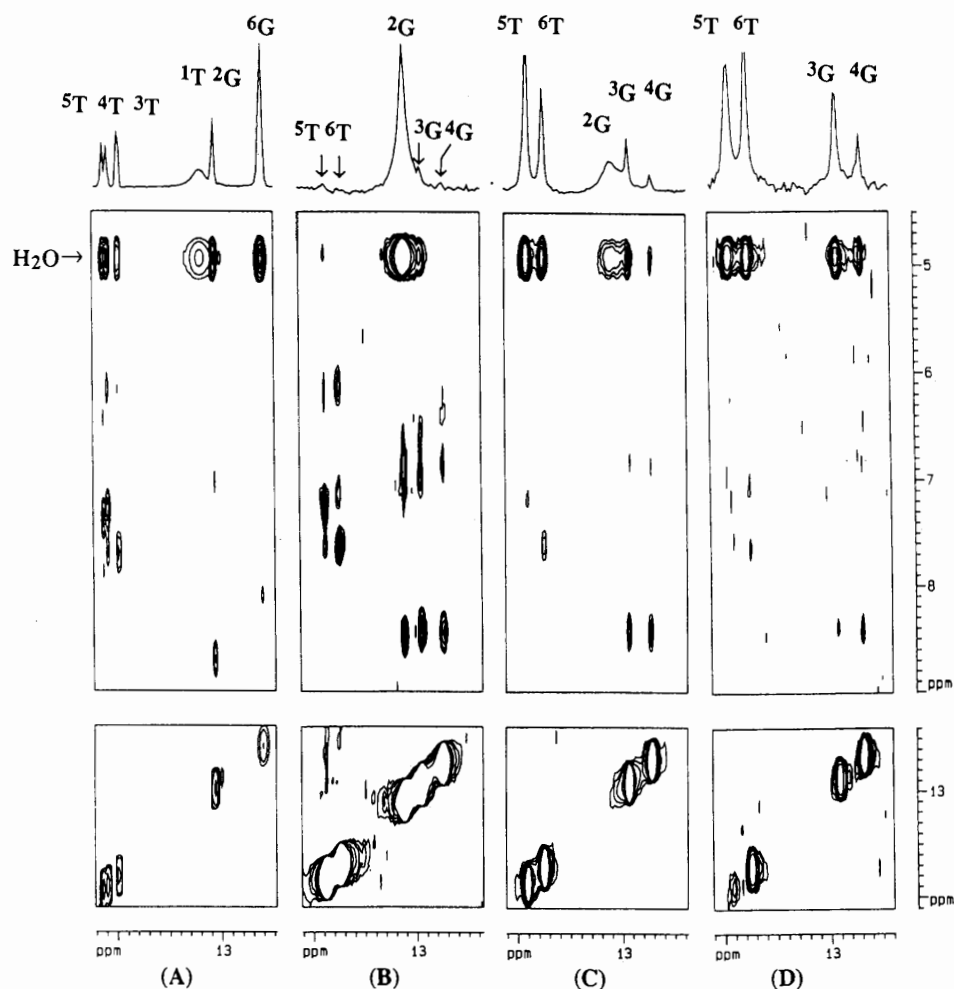 ⁶G
²G
⁵T ⁶T
⁵T ⁶T
¹T ²G
³G ⁴G
³G ⁴G
⁵T ⁴T ³T
²G
⁵T ⁶T
³G ⁴G
H₂O→
5
6
7
8
ppm
13
ppm
ppm 13
ppm 13
ppm 13
ppm 13
(A) (B) (C) (D)